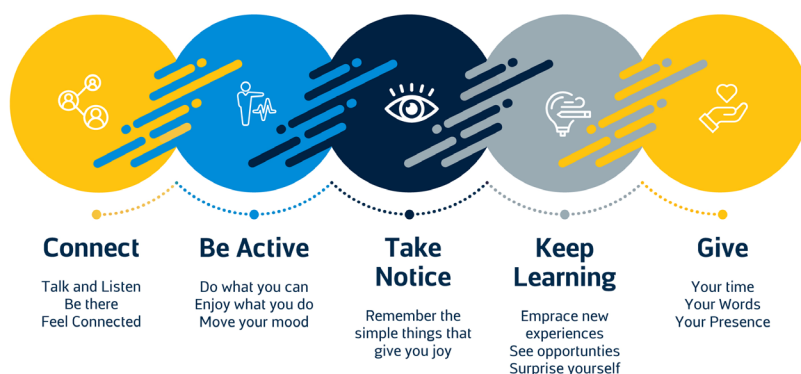 Connect
Talk and Listen
Be there
Feel Connected
Be Active
Do what you can
Enjoy what you do
Move your mood
Take
Notice
Remember the
simple things that
give you joy
Keep
Learning
Emprace new
experiences
See opportunties
Surprise yourself
Give
Your time
Your Words
Your Presence